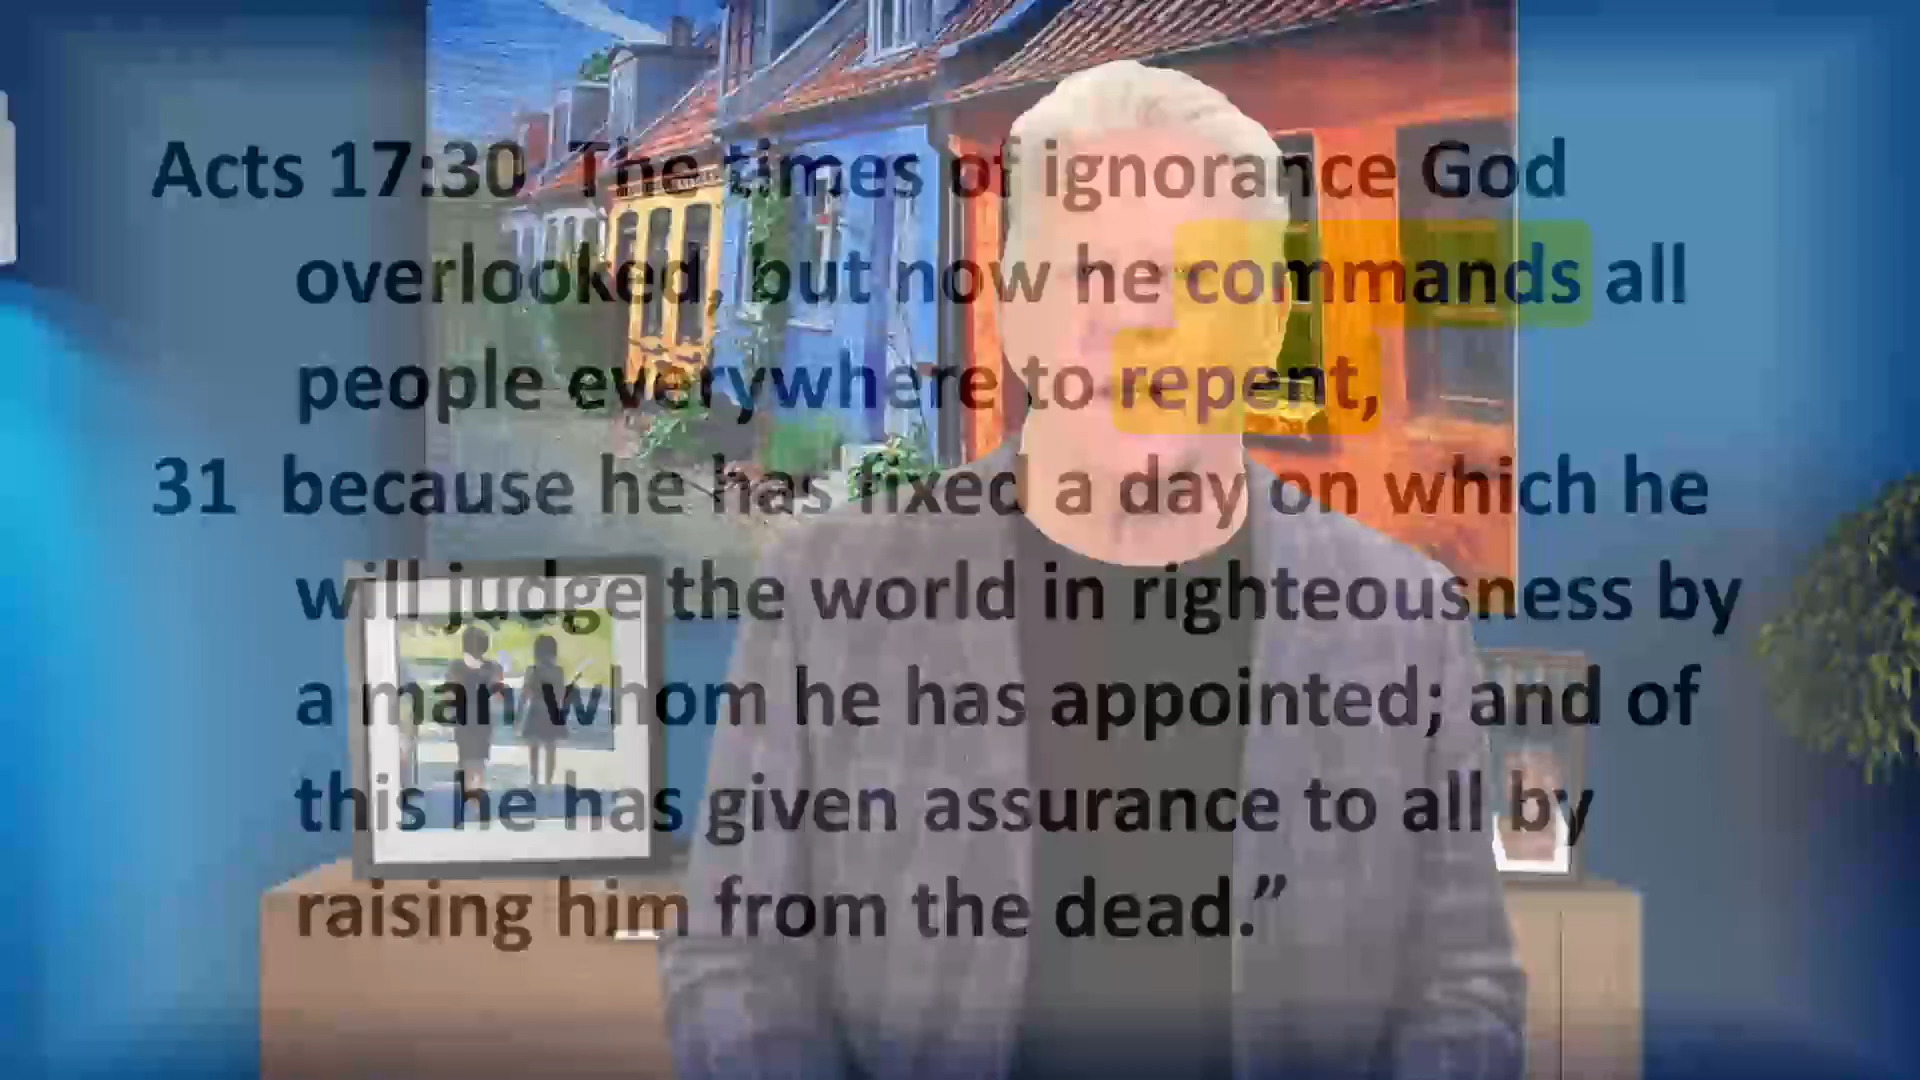 Acts 17:30 The times of ignorance God
overlooked, but now he commands all
people everywhere to repent,
31 because he has fixed a day on which he
will judge the world in righteousness by
a man whom he has appointed; and of
this he has given assurance to all by
raising him from the dead.”